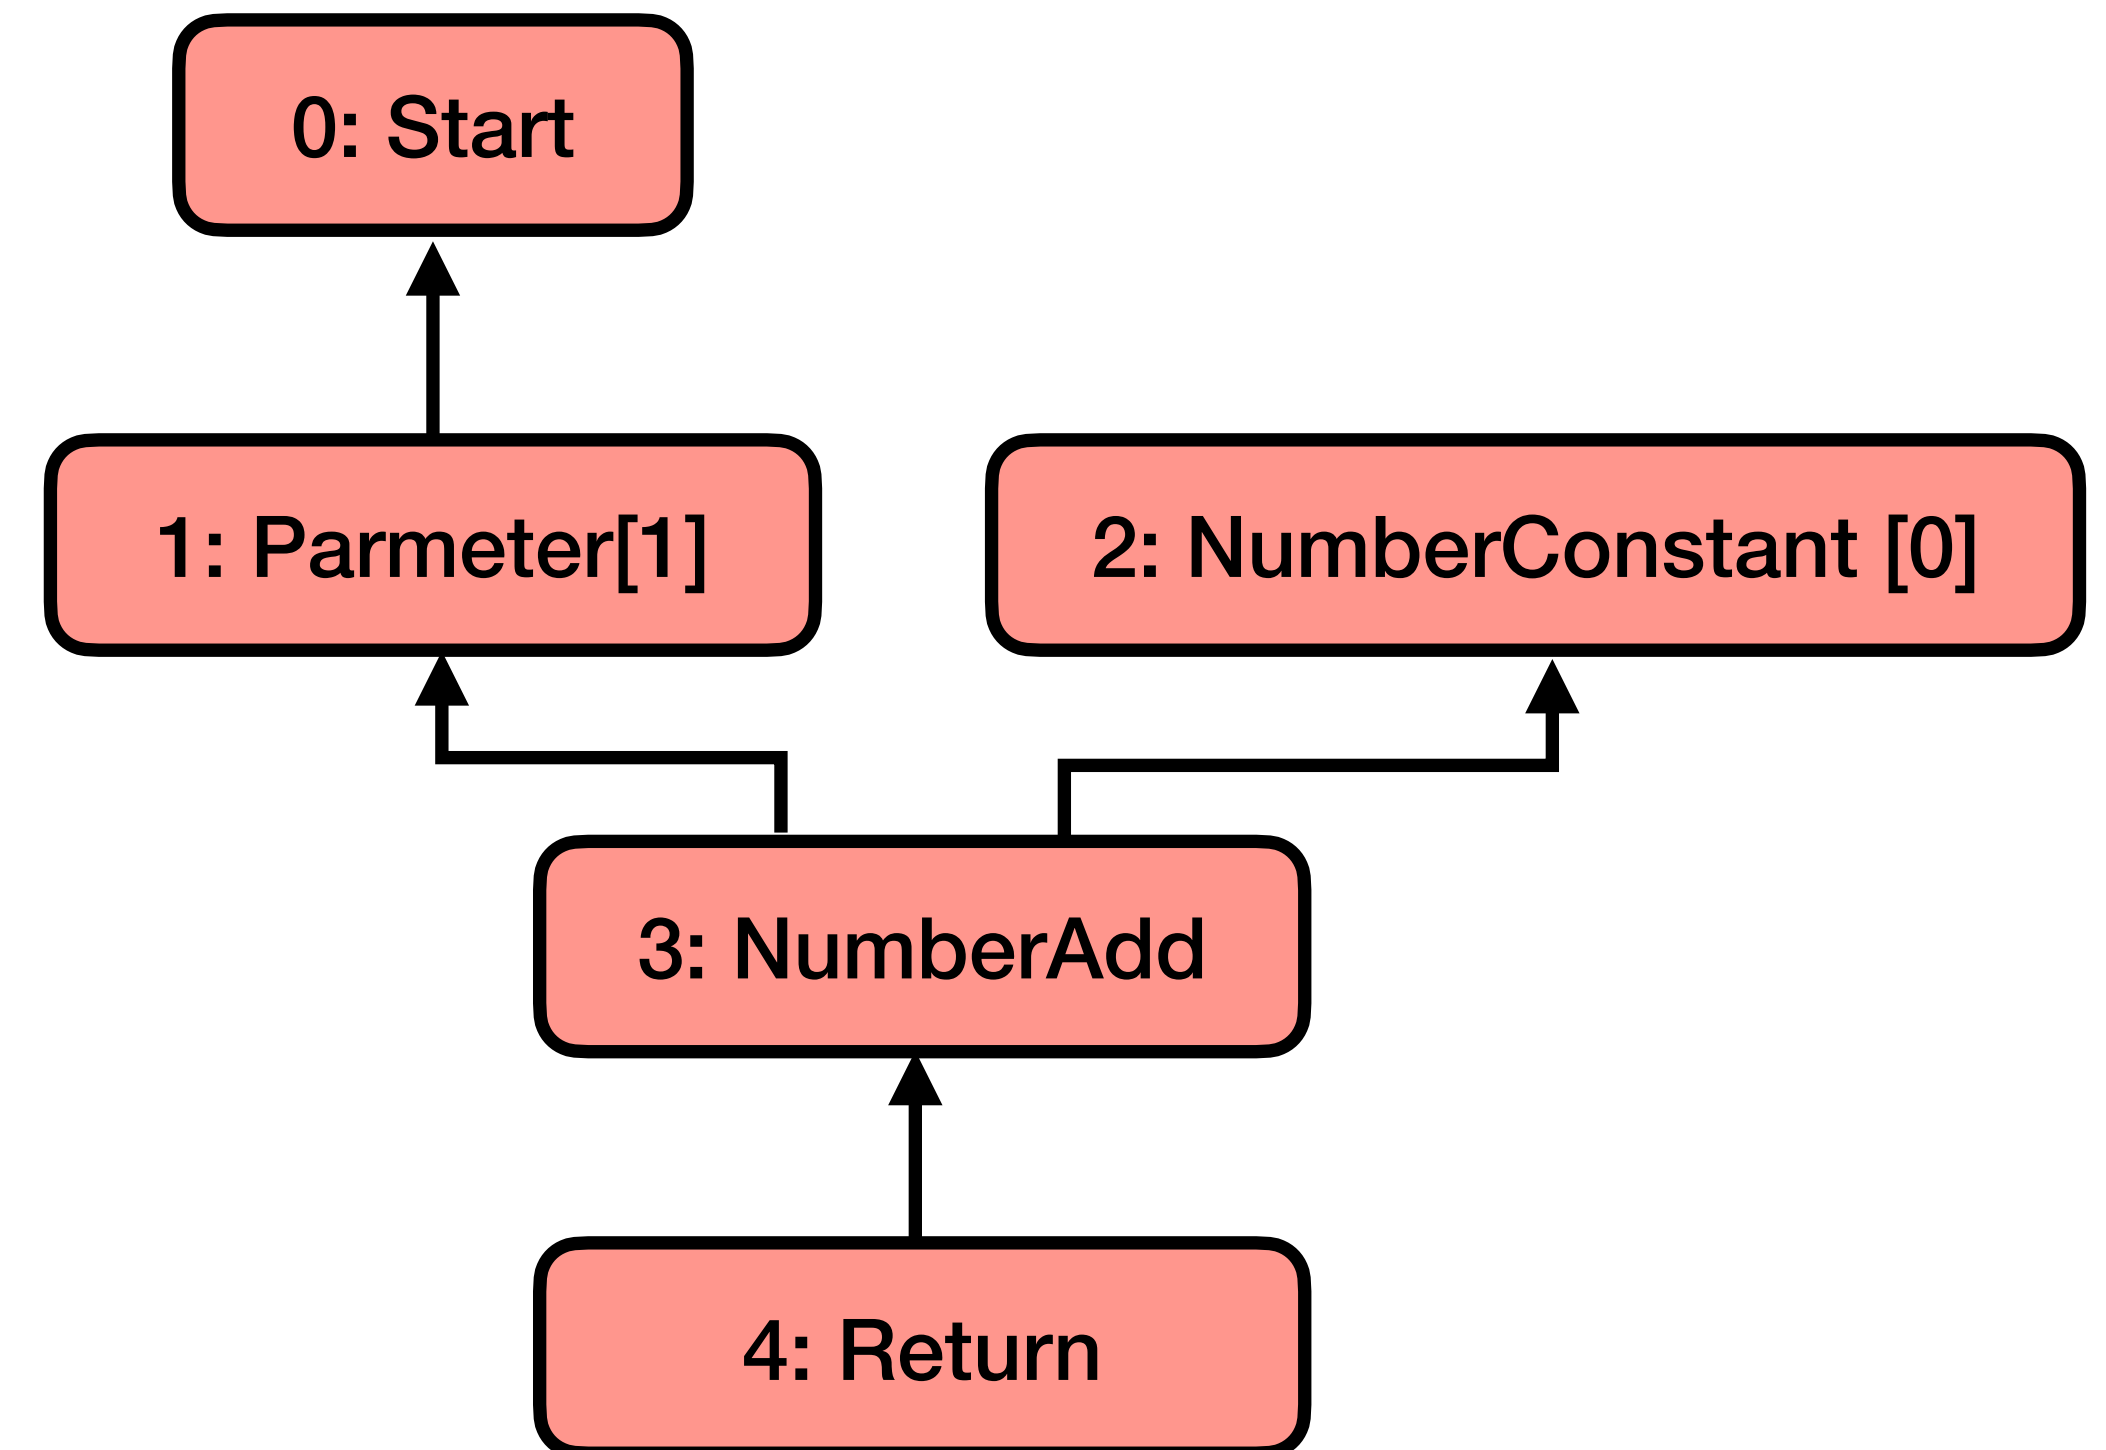 0: Start
1: Parmeter[1]
2: NumberConstant [0]
3: NumberAdd
4: Return